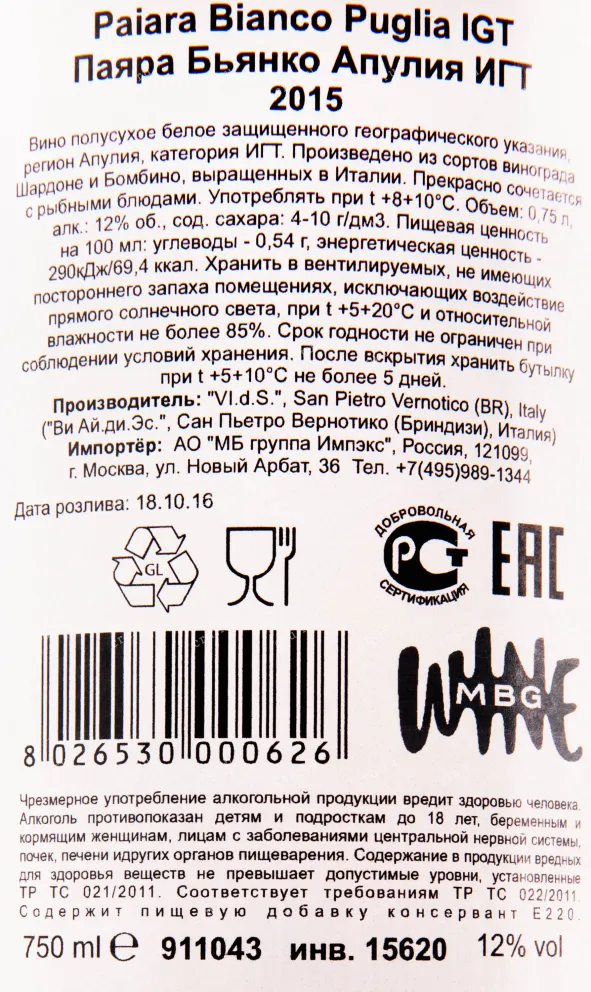 Paiara Bianco Puglia IGT
Паяра Бьянко Апулия ИГТ
2015
Вино полусухое белое защищенного географического указания,
регион Апулия, категория ИГТ. Произведено из сортов винограда
Шардоне и Бомбино, выращенных в Италии. Прекрасно сочетается
с рыбными блюдами. Употреблять при t +8+10°С. Объем: 0,75 л,
алк.: 12% об., сод. сахара: 4-10 г/дм3. Пищевая ценность
на 100 мл: углеводы - 0,54 г, энергетическая ценность -
290кДж/69,4 ккал. Хранить в вентилируемых, не имеющих
постороннего запаха помещениях, исключающих воздействие
прямого солнечного света, при t +5+20°С и относительной
влажности не более 85%. Срок годности не ограничен при
соблюдении условий хранения. После вскрытия хранить бутылку
при t +5+10°С не более 5 дней.
Производитель: "VI.d.S.", San Pietro Vernotico (BR), Italy
("Ви Ай.ди.Эс.", Сан Пьетро Вернотико (Бриндизи), Италия)
Импортёр: АО "МБ группа Импэкс", Россия, 121099,
г. Москва, ул. Новый Арбат, 36 Тел. +7(495)989-1344
Дата розлива: 18.10.16
GL
ДОБРОВОЛЬНАЯ
РСТ
СЕРТИФИКАЦИЯ
EAC
WINE
MBG
8 026530 000626
Чрезмерное употребление алкогольной продукции вредит здоровью человека.
Алкоголь противопоказан детям и подросткам до 18 лет, беременным и
кормящим женщинам, лицам с заболеваниями центральной нервной системы,
почек, печени идругих органов пищеварения. Содержание в продукции вредных
для здоровья веществ не превышает допустимые уровни, установленные
ТР ТС 021/2011. Соответствует требованиям ТР ТС 022/2011.
Содержит пищевую добавку консервант Е220.
750 ml ℮ 911043 инв. 15620 12% vol